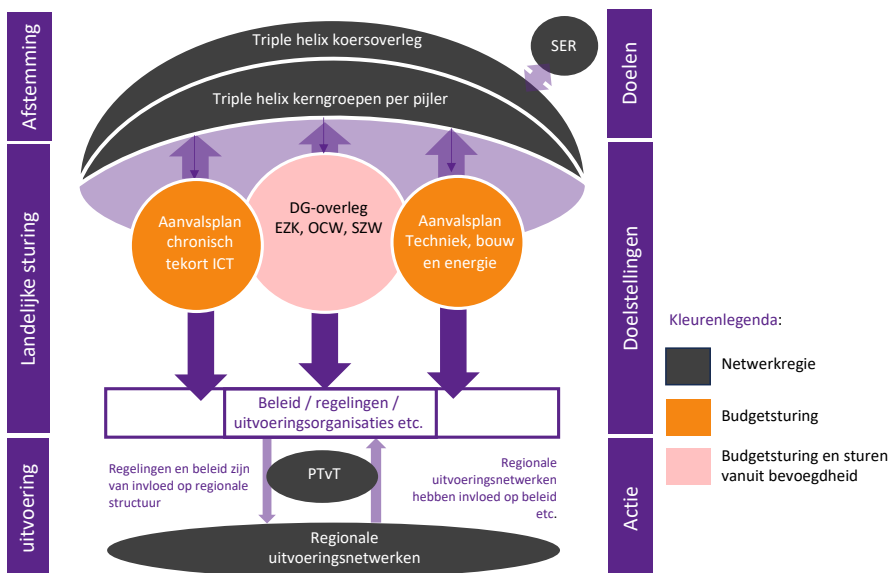 Afstemming
Triple helix koersoverleg
SER
Doelen
Triple helix kerngroepen per pijler
Landelijke sturing
Aanvalsplan
chronisch
tekort ICT
DG-overleg
EZK, OCW, SZW
Aanvalsplan
Techniek, bouw
en energie
Doelstellingen
Beleid / regelingen /
uitvoeringsorganisaties etc.
uitvoering
Regelingen en beleid zijn
van invloed op regionale
structuur
PTvT
Regionale
uitvoeringsnetwerken
hebben invloed op beleid
etc.
Actie
Regionale
uitvoeringsnetwerken
Kleurenlegenda:
Netwerkregie
Budgetsturing
Budgetsturing en sturen
vanuit bevoegdheid